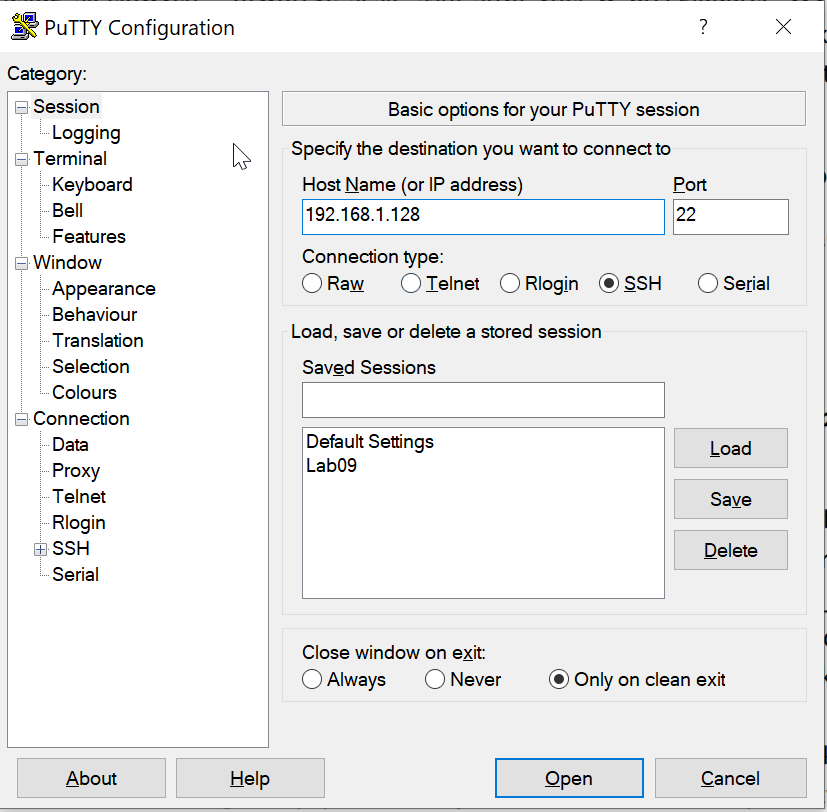 PuTTY Configuration
?
Category:
Session
Logging
Terminal
Keyboard
Bell
Features
Window
Appearance
Behaviour
Translation
Selection
Colours
Connection
Data
Proxy
Telnet
Rlogin
SSH
Serial
Basic options for your PuTTY session
Specify the destination you want to connect to
Host Name (or IP address) Port
192.168.1.128 22
Connection type:
Raw Telnet Rlogin SSH Serial
Load, save or delete a stored session
Saved Sessions
Default Settings
Lab09
Load
Save
Delete
Close window on exit:
Always Never Only on clean exit
About Help Open Cancel